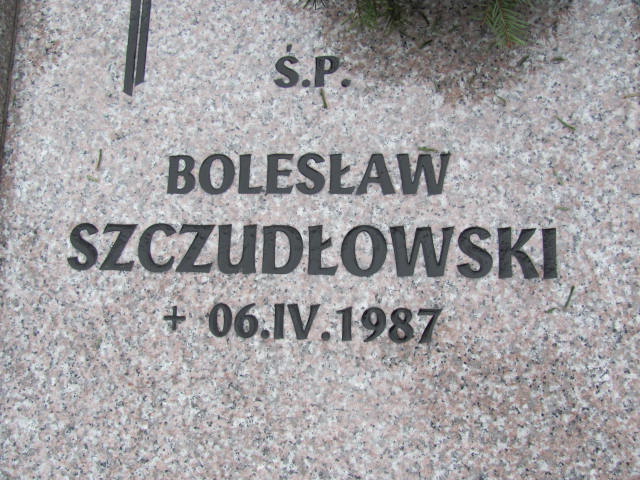 Ś.P.
BOLESŁAW
SZCZUDŁOWSKI
+ 06.IV.1987